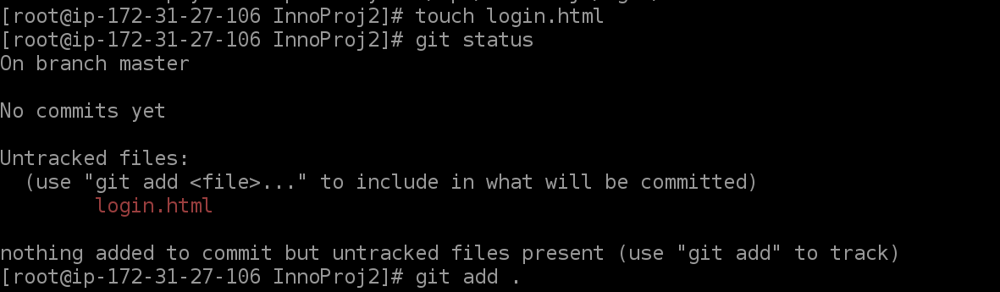 [root@ip-172-31-27-106 InnoProj2]# touch login.html
[root@ip-172-31-27-106 InnoProj2]# git status
On branch master
No commits yet
Untracked files:
(use "git add <file>..." to include in what will be committed)
login.html
nothing added to commit but untracked files present (use "git add" to track)
[root@ip-172-31-27-106 InnoProj2]# git add .